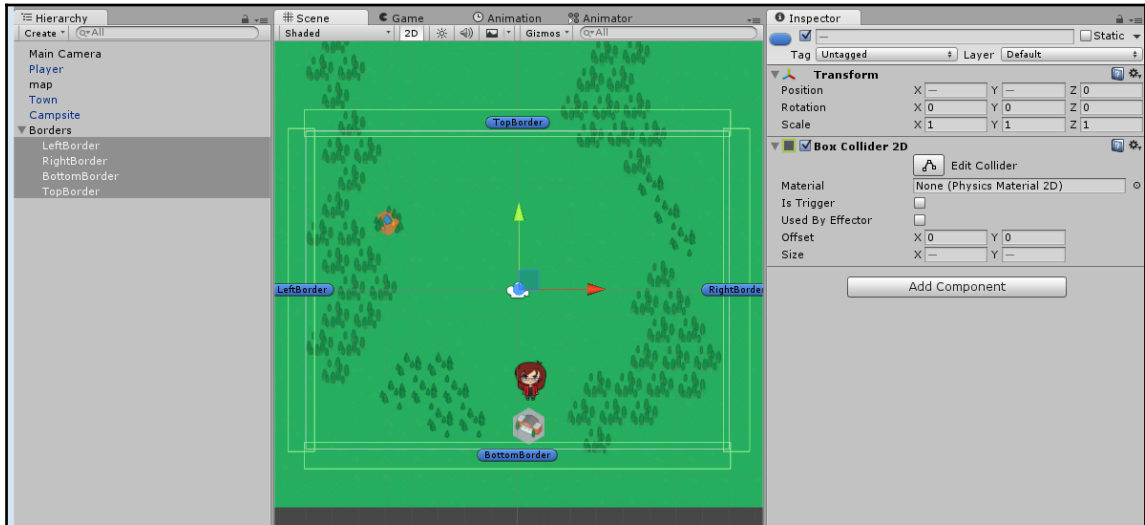 Hierarchy
Create
All
Main Camera
Player
map
Town
Campsite
Borders
LeftBorder
RightBorder
BottomBorder
TopBorder
Scene
Game
Animation
Animator
Shaded
2D
Gizmos
All
TopBorder
LeftBorder
RightBorder
BottomBorder
Inspector
—
Static
Tag Untagged Layer Default
Transform
Position X — Y — Z 0
Rotation X 0 Y 0 Z 0
Scale X 1 Y 1 Z 1
Box Collider 2D
Edit Collider
Material None (Physics Material 2D)
Is Trigger
Used By Effector
Offset X 0 Y 0
Size X — Y —
Add Component